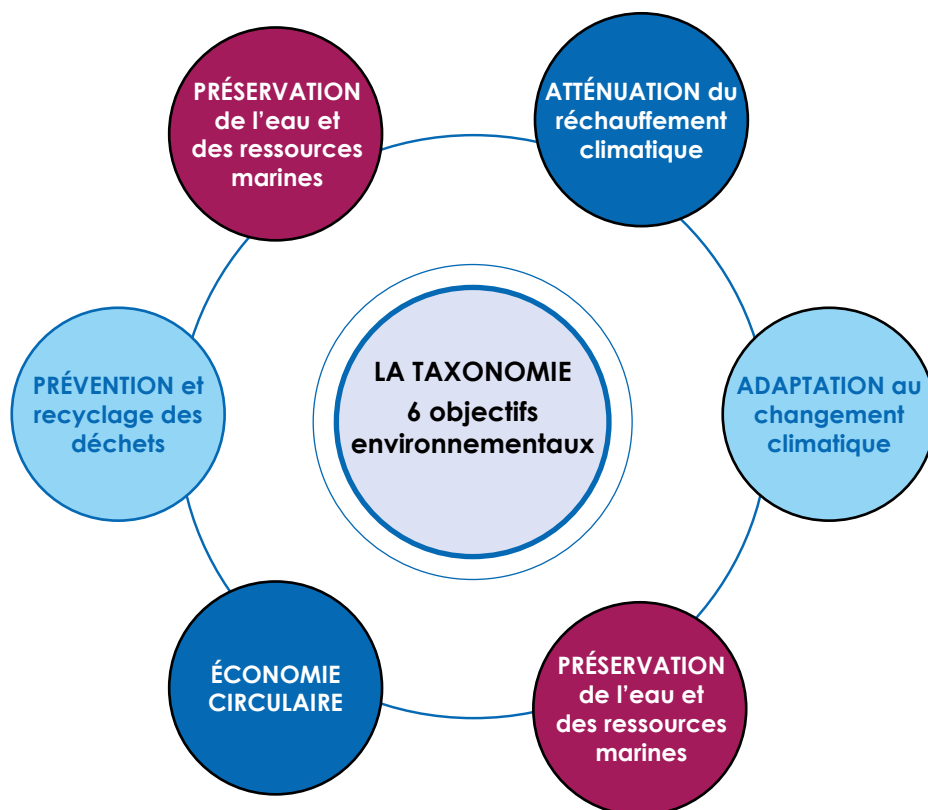 LA TAXONOMIE
6 objectifs
environnementaux
ATTÉNUATION du
réchauffement
climatique
ADAPTATION au
changement
climatique
PRÉSERVATION
de l’eau et
des ressources
marines
ÉCONOMIE
CIRCULAIRE
PRÉVENTION et
recyclage des
déchets
PRÉSERVATION
de l’eau et
des ressources
marines